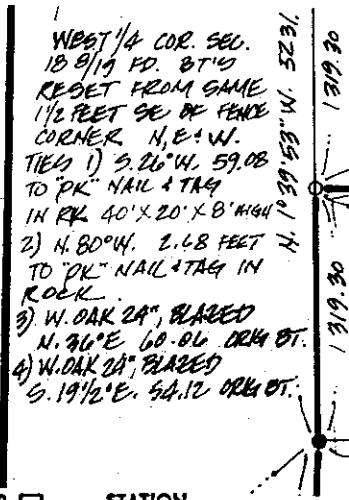 WEST 1/4 COR. SEC.
18 8/19 FD. BT'S
RESET FROM SAME
1 1/2 FEET SE OF FENCE
CORNER N, E & W.
TIES 1) S.26°W. 59.08
TO "PK" NAIL & TAG
IN RK 40'X20'X8' HIGH
2) N.80°W. 2.68 FEET
TO "PK" NAIL & TAG IN
ROCK.
3) W.OAK 24", BLAZED
N.36°E 60.06 ORIG BT.
4) W.OAK 24", BLAZED
S.19 1/2°E. 54.12 ORIG BT.
N. 1°39'53" W. 5231.
1319.30
1319.30
STATION